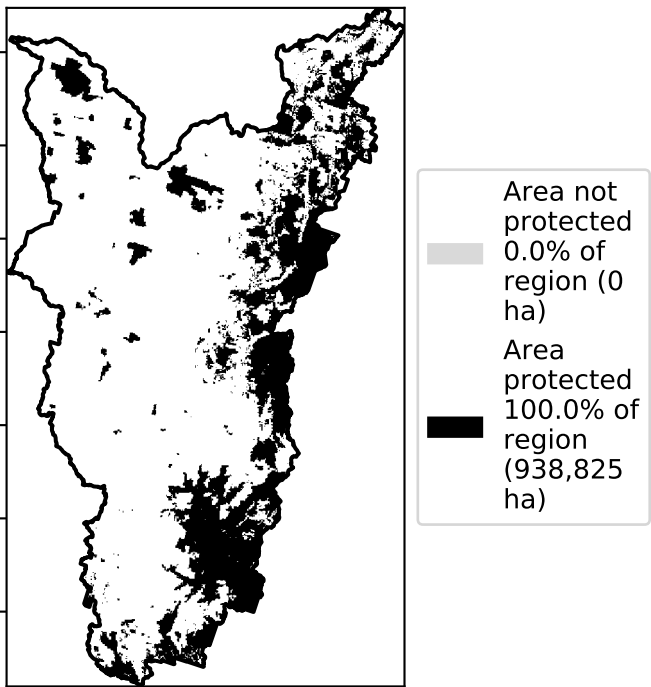 Area not
protected
0.0% of
region (0
ha)
Area
protected
100.0% of
region
(938,825
ha)